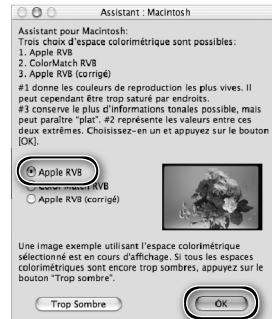 Assistant : Macintosh
Assistant pour Macintosh:
Trois choix d'espace colorimétrique sont possibles:
1. Apple RVB
2. ColorMatch RVB
3. Apple RVB (corrigé)
#1 donne les couleurs de reproduction les plus vives. Il
peut cependant être trop saturé par endroits.
#3 conserve le plus d'informations tonales possible, mais
peut paraître "plat". #2 représente les valeurs entre ces
deux extrêmes. Choisissez-en un et appuyez sur le bouton
[OK].
Apple RVB
Color Match RVB
Apple RVB (corrigé)
Une image exemple utilisant l'espace colorimétrique
sélectionné est en cours d'affichage. Si tous les espaces
colorimétriques sont encore trop sombres, appuyez sur le
bouton "Trop sombre".
Trop Sombre
OK